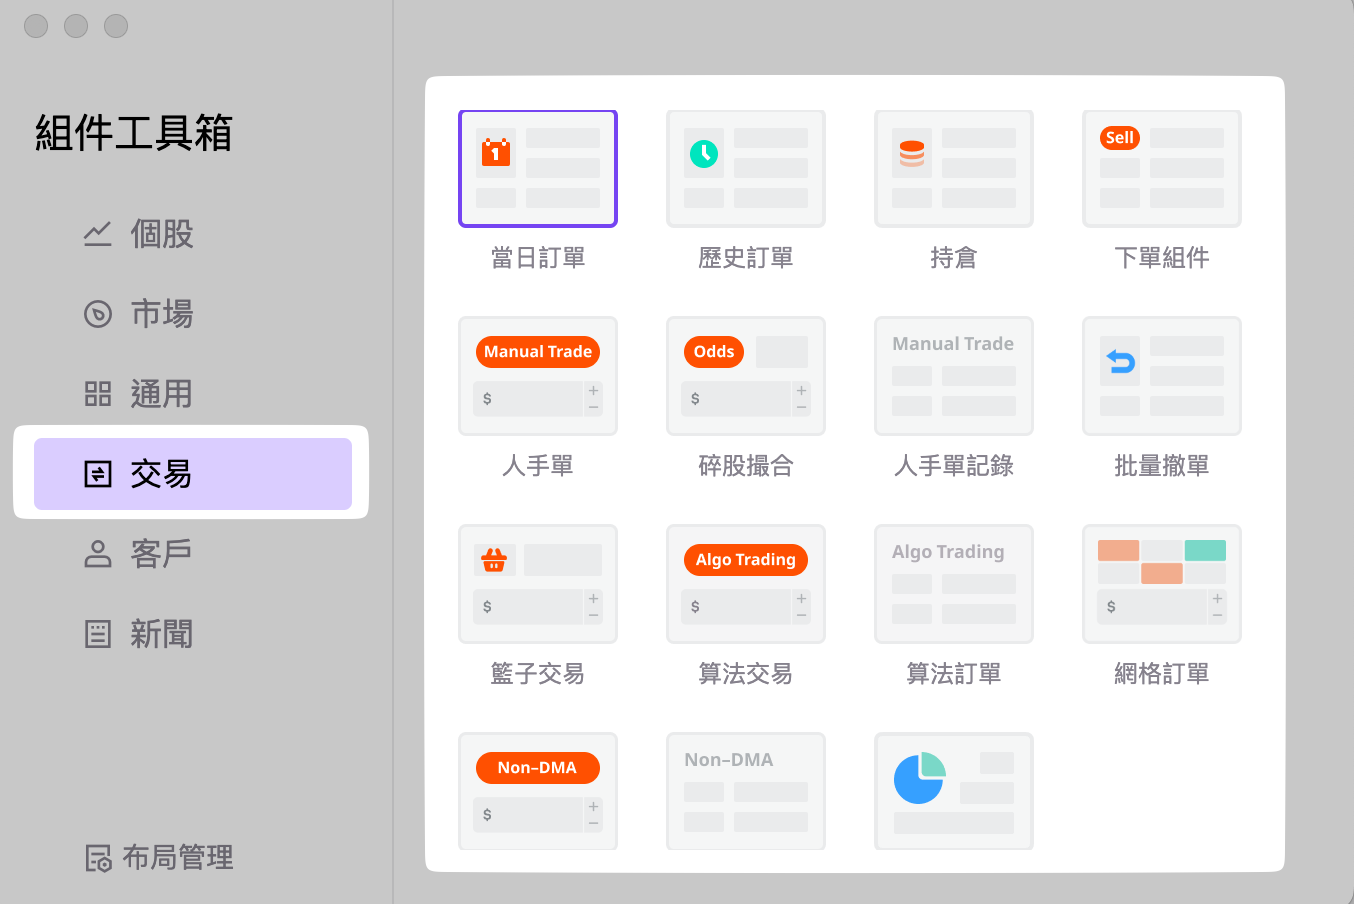 組件工具箱
個股
市場
通用
交易
客戶
新聞
布局管理
1
Sell
當日訂單
歷史訂單
持倉
下單組件
Manual Trade
$
+
−
Odds
$
+
−
Manual Trade
人手單
碎股撮合
人手單記錄
批量撤單
$
+
−
Algo Trading
$
+
−
Algo Trading
$
+
−
籃子交易
算法交易
算法訂單
網格訂單
Non–DMA
$
+
−
Non–DMA